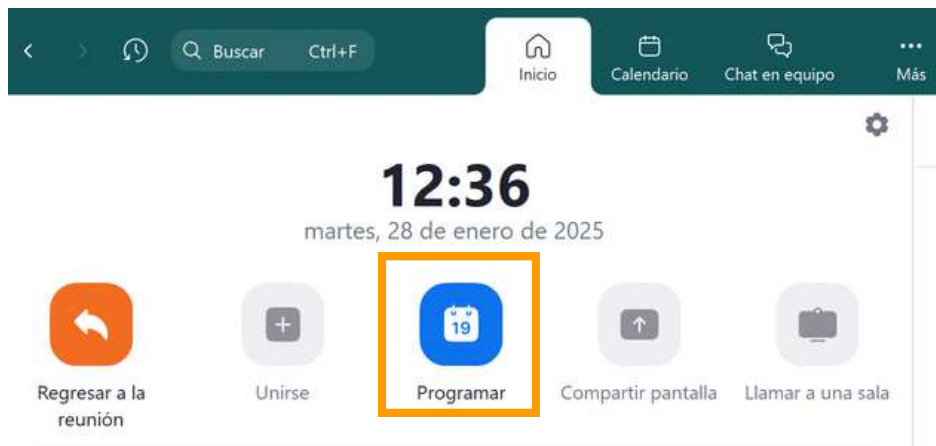 Buscar Ctrl+F
Inicio
Calendario
Chat en equipo
Más
12:36
martes, 28 de enero de 2025
19
Regresar a la
reunión
Unirse
Programar
Compartir pantalla
Llamar a una sala